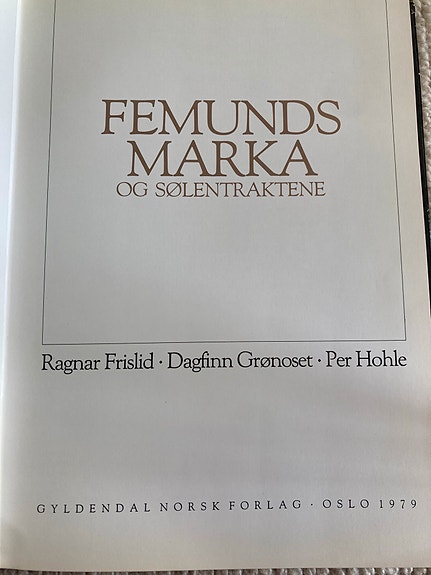 FEMUNDS
MARKA
OG SØLENTRAKTENE
Ragnar Frislid · Dagfinn Grønoset · Per Hohle
GYLDENDAL NORSK FORLAG · OSLO 1979